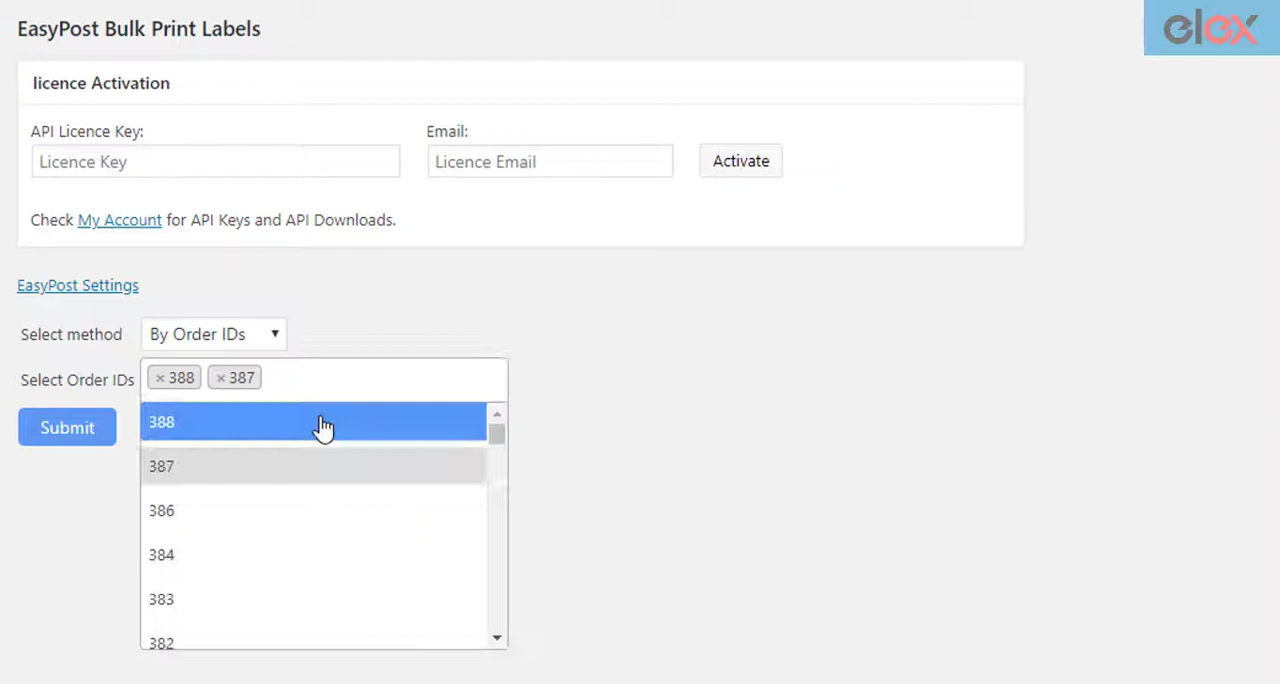 EasyPost Bulk Print Labels
elex
licence Activation
API Licence Key:
Email:
Licence Key
Licence Email
Activate
Check My Account for API Keys and API Downloads.
EasyPost Settings
Select method
By Order IDs
Select Order IDs
×388 ×387
Submit
388
387
386
384
383
382